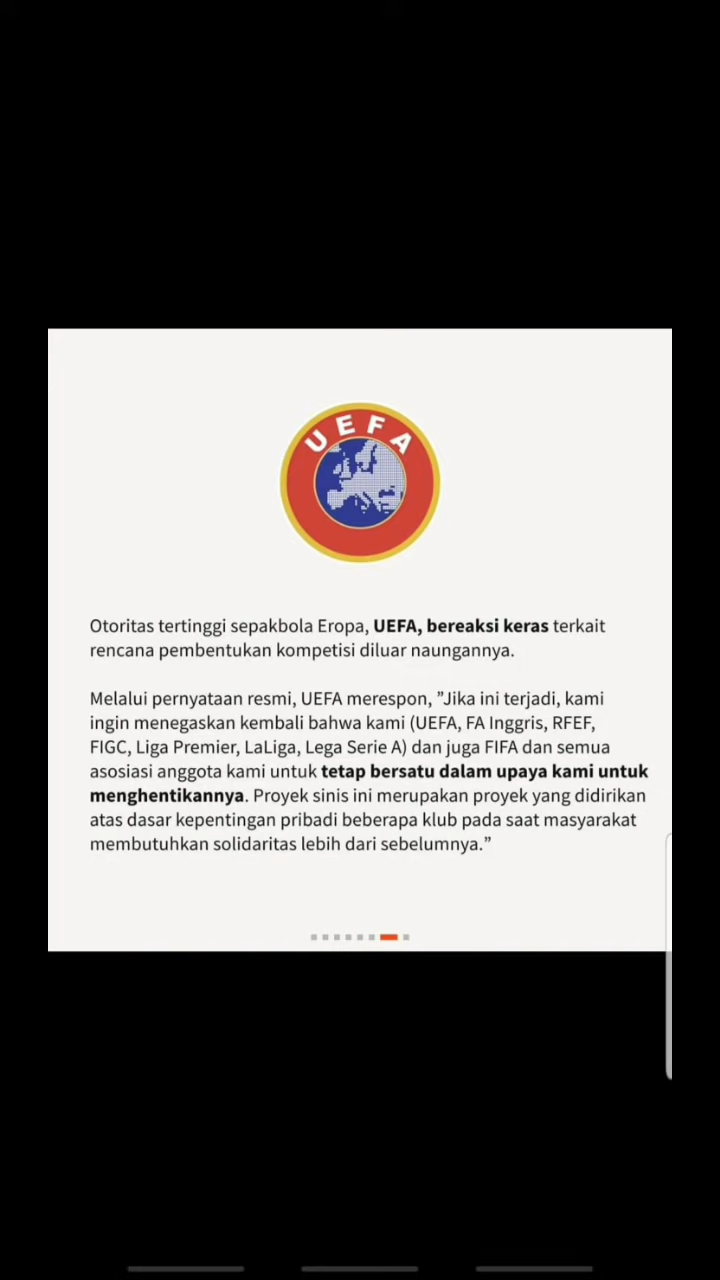 UEFA
Otoritas tertinggi sepakbola Eropa, UEFA, bereaksi keras terkait
rencana pembentukan kompetisi diluar naungannya.
Melalui pernyataan resmi, UEFA merespon, ”Jika ini terjadi, kami
ingin menegaskan kembali bahwa kami (UEFA, FA Inggris, RFEF,
FIGC, Liga Premier, LaLiga, Lega Serie A) dan juga FIFA dan semua
asosiasi anggota kami untuk tetap bersatu dalam upaya kami untuk
menghentikannya. Proyek sinis ini merupakan proyek yang didirikan
atas dasar kepentingan pribadi beberapa klub pada saat masyarakat
membutuhkan solidaritas lebih dari sebelumnya.”